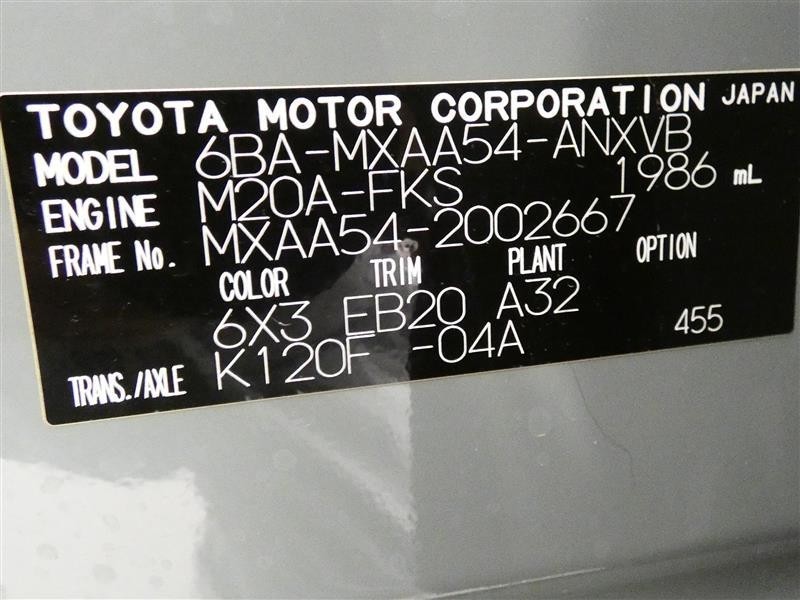 TOYOTA MOTOR CORPORATION JAPAN
MODEL 6BA-MXAA54-ANXVB
ENGINE M20A-FKS 1986 mL
FRAME No. MXAA54-2002667
COLOR TRIM PLANT OPTION
6X3 EB20 A32
TRANS./AXLE K120F -04A 455